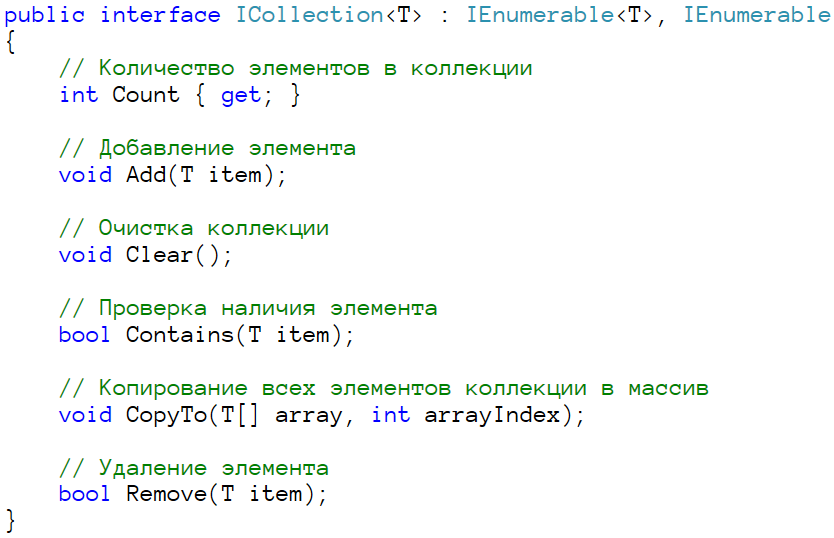 public interface ICollection<T> : IEnumerable<T>, IEnumerable
{
    // Количество элементов в коллекции
    int Count { get; }

    // Добавление элемента
    void Add(T item);

    // Очистка коллекции
    void Clear();

    // Проверка наличия элемента
    bool Contains(T item);

    // Копирование всех элементов коллекции в массив
    void CopyTo(T[] array, int arrayIndex);

    // Удаление элемента
    bool Remove(T item);
}